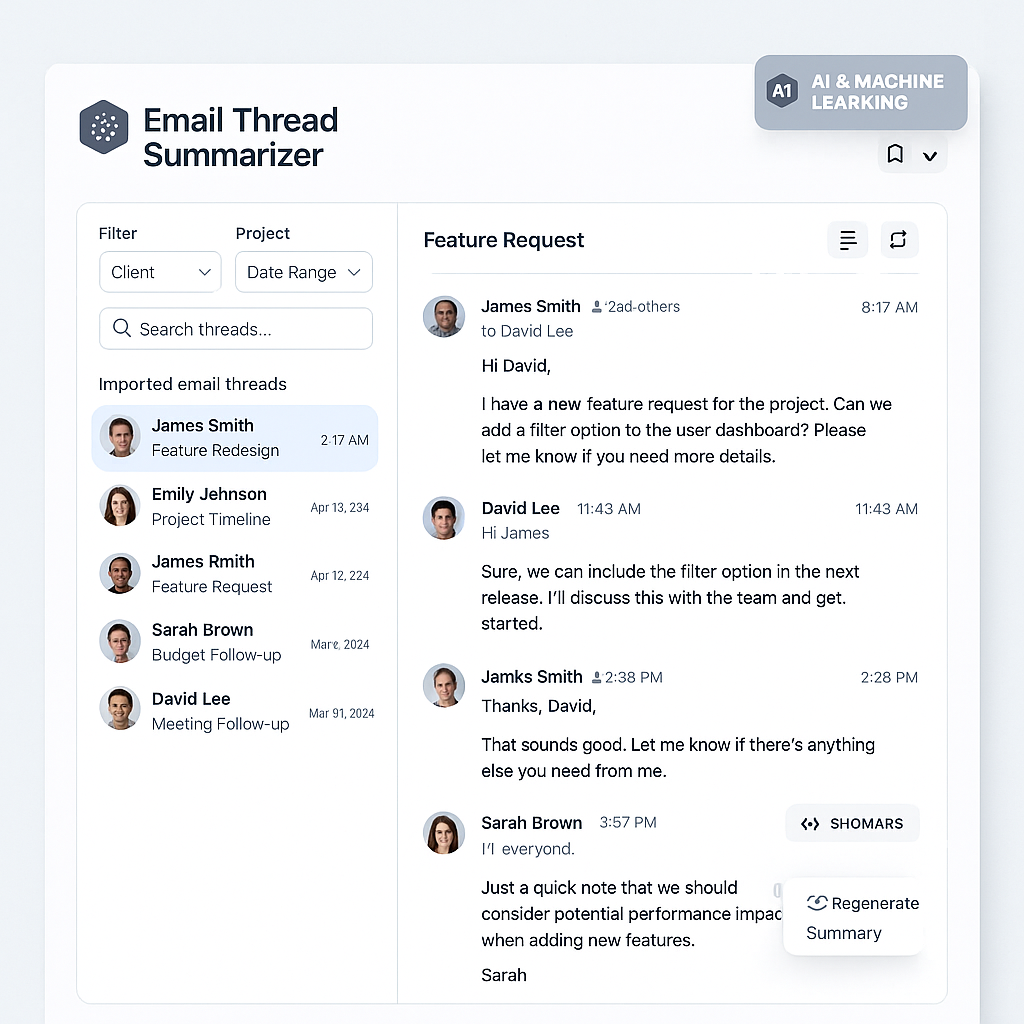 A1
AI & MACHINE
LEARKING
Email Thread
Summarizer
Filter
Project
Client
Date Range
Search threads...
Imported email threads
James Smith
Feature Redesign
2·17 AM
Emily Jehnson
Project Timeline
Apr 13, 234
James Rmith
Feature Request
Apr 12, 224
Sarah Brown
Budget Follow-up
2024
David Lee
Meeting Follow-up
Mar 91, 2024
Feature Request
James Smith '2ad-others 8:17 AM
to David Lee
Hi David,
I have a new feature request for the project. Can we
add a filter option to the user dashboard? Please
let me know if you need more details.
David Lee 11:43 AM 11:43 AM
Hi James
Sure, we can include the filter option in the next
release. I'll discuss this with the team and get.
started.
Jamks Smith 2:38 PM 2:28 PM
Thanks, David,
That sounds good. Let me know if there's anything
else you need from me.
Sarah Brown 3:57 PM
everyond.
SHOMARS
Just a quick note that we should
consider potential performance impac
when adding new features.
Sarah
Regenerate
Summary